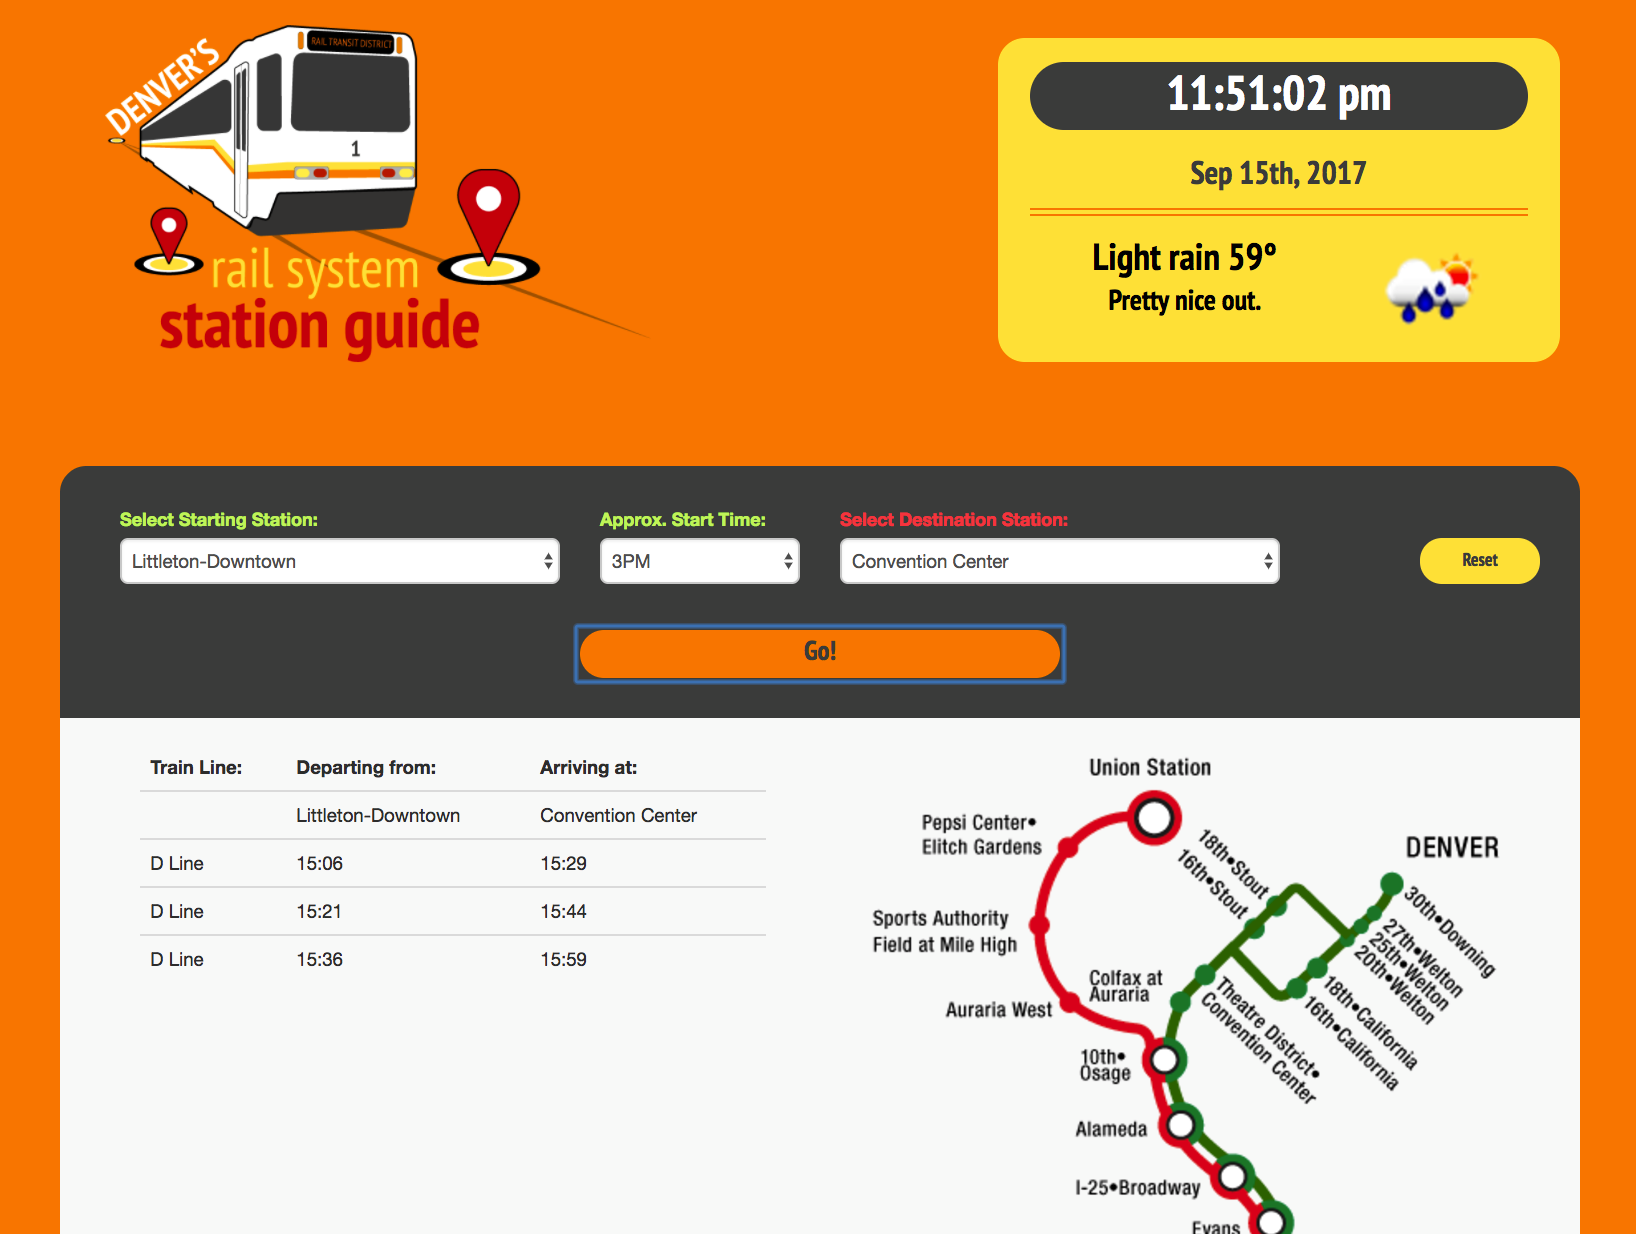 DENVER'S
RAIL TRANSIT DISTRICT
1
rail system
station guide
11:51:02 pm
Sep 15th, 2017
Light rain 59º
Pretty nice out.
Select Starting Station:
Approx. Start Time:
Select Destination Station:
Littleton-Downtown
3PM
Convention Center
Reset
Go!
Train Line:
Departing from:
Arriving at:
Littleton-Downtown
Convention Center
D Line
15:06
15:29
D Line
15:21
15:44
D Line
15:36
15:59
Union Station
Pepsi Center•
Elitch Gardens
DENVER
18th•Stout
16th•Stout
30th•Downing
27th•Welton
25th•Welton
20th•Welton
Sports Authority
Field at Mile High
Colfax at
Auraria
18th•California
16th•California
Theatre District•
Convention Center
Auraria West
10th•
Osage
Alameda
I-25•Broadway
Evans